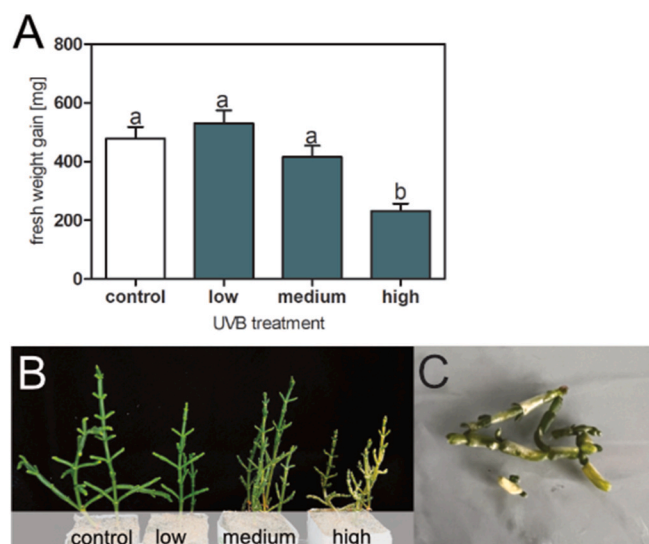 A
800
600
400
200
0
fresh weight gain [mg]
a
a
a
b
control low medium high
UVB treatment
B
C
control low medium high